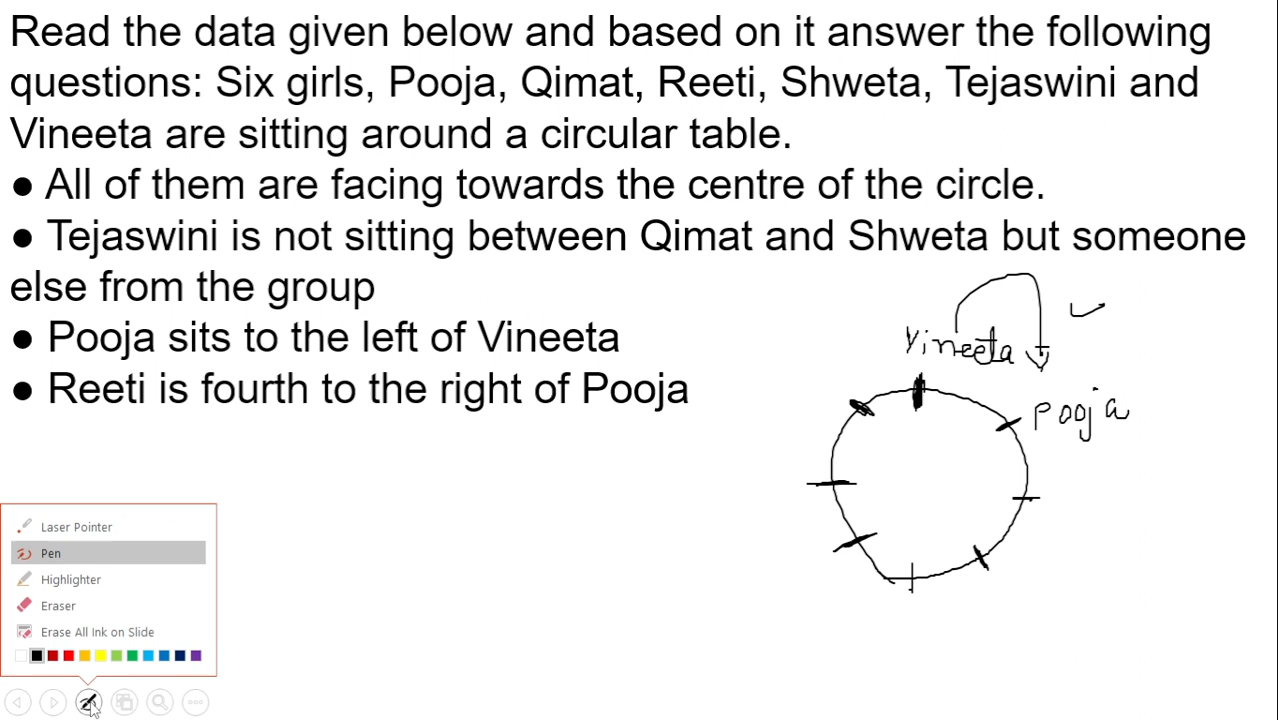 Read the data given below and based on it answer the following
questions: Six girls, Pooja, Qimat, Reeti, Shweta, Tejaswini and
Vineeta are sitting around a circular table.
● All of them are facing towards the centre of the circle.
● Tejaswini is not sitting between Qimat and Shweta but someone
else from the group
● Pooja sits to the left of Vineeta
● Reeti is fourth to the right of Pooja
Vineeta
Pooja
Laser Pointer
Pen
Highlighter
Eraser
Erase All Ink on Slide